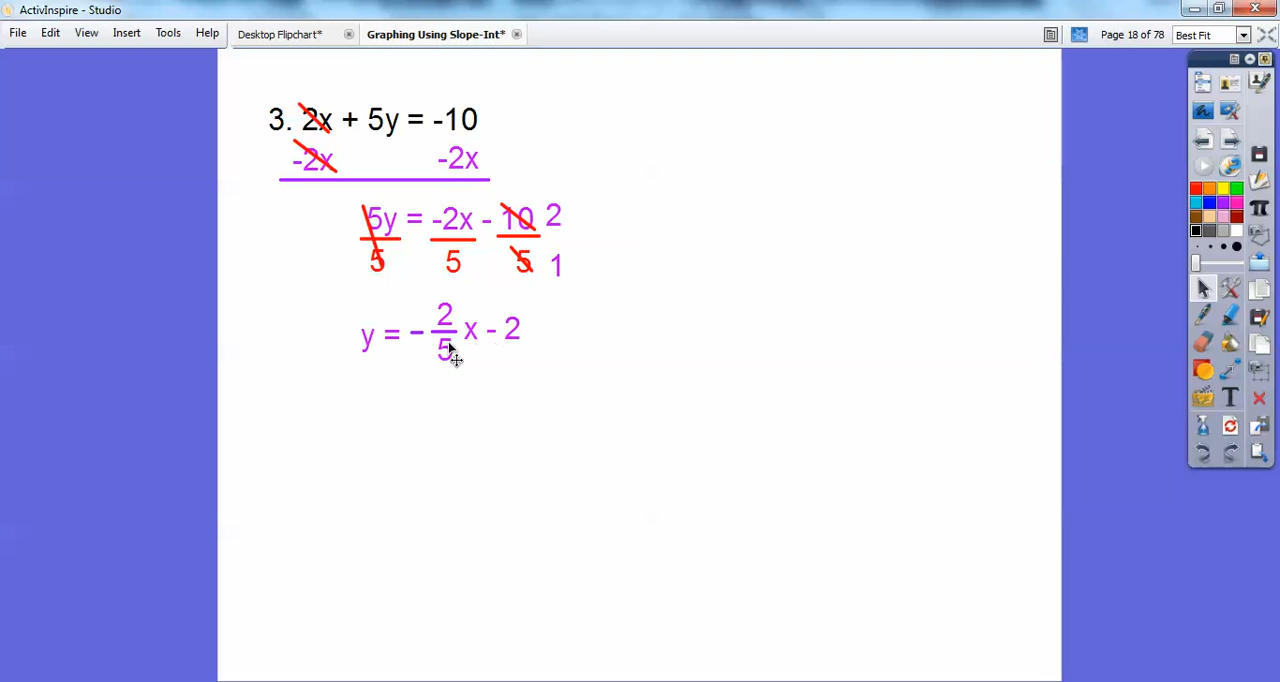 ActivInspire - Studio
File Edit View Insert Tools Help
Desktop Flipchart* Graphing Using Slope-Int* Page 18 of 78 Best Fit
3. 2x + 5y = -10
-2x -2x
5y = -2x - 10 2
5 5 5 1
y = - 2/5 x - 2